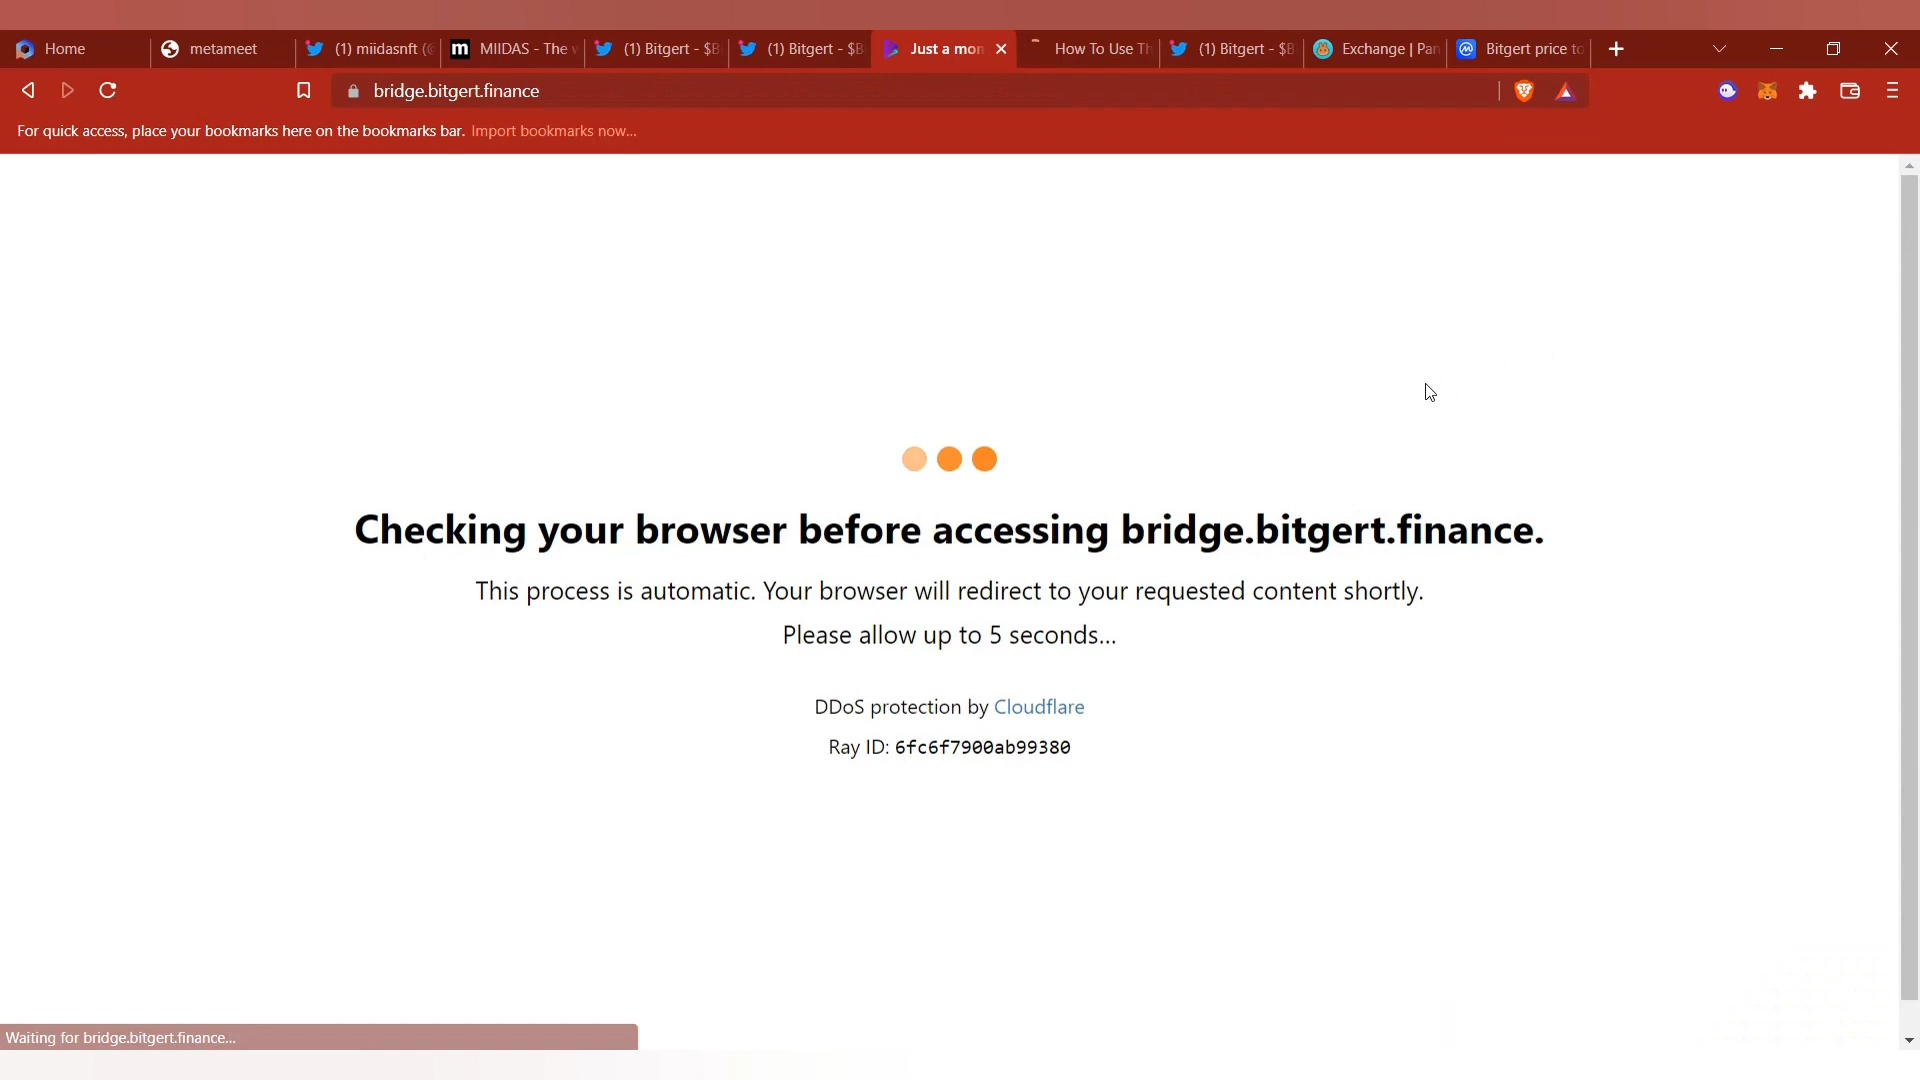 Home
metameet
(1) miidasnft (@
MIIDAS - The w
(1) Bitgert - $B
(1) Bitgert - $B
Just a mon
How To Use Th
(1) Bitgert - $B
Exchange | Pan
Bitgert price to
bridge.bitgert.finance
For quick access, place your bookmarks here on the bookmarks bar. Import bookmarks now...
Checking your browser before accessing bridge.bitgert.finance.
This process is automatic. Your browser will redirect to your requested content shortly.
Please allow up to 5 seconds...
DDoS protection by Cloudflare
Ray ID: 6fc6f7900ab99380
Waiting for bridge.bitgert.finance...